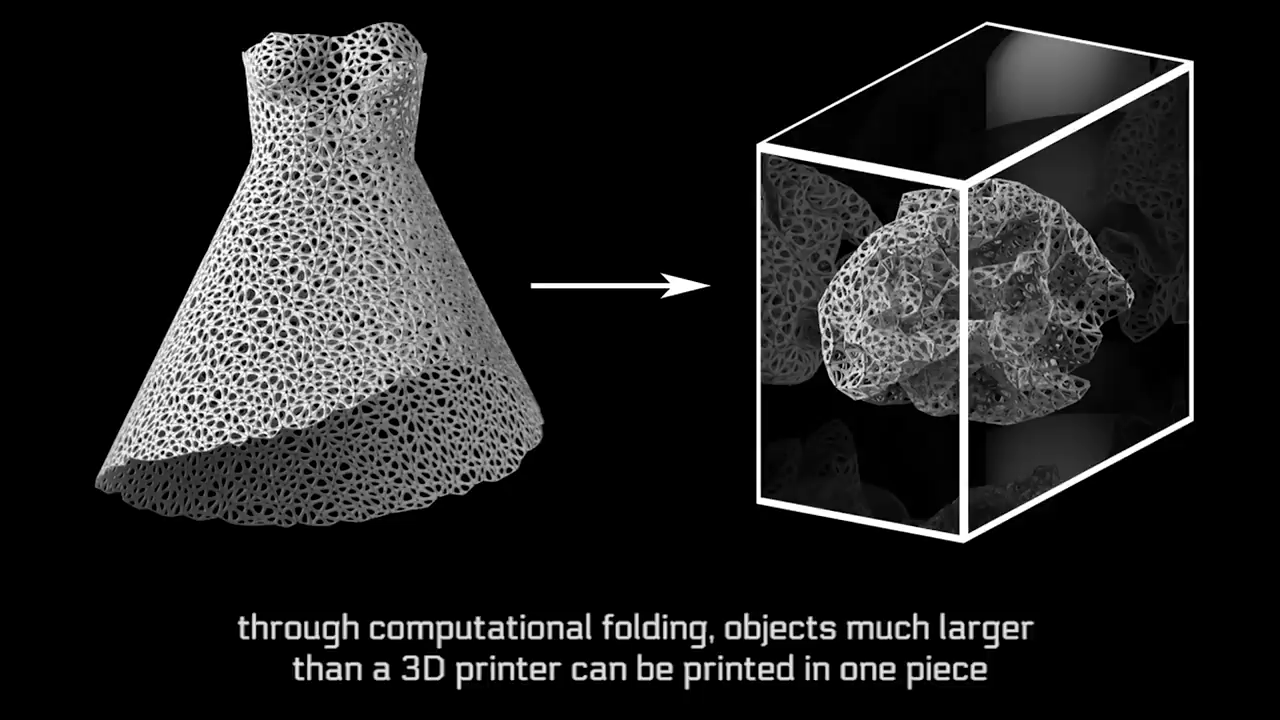 through computational folding, objects much larger
than a 3D printer can be printed in one piece